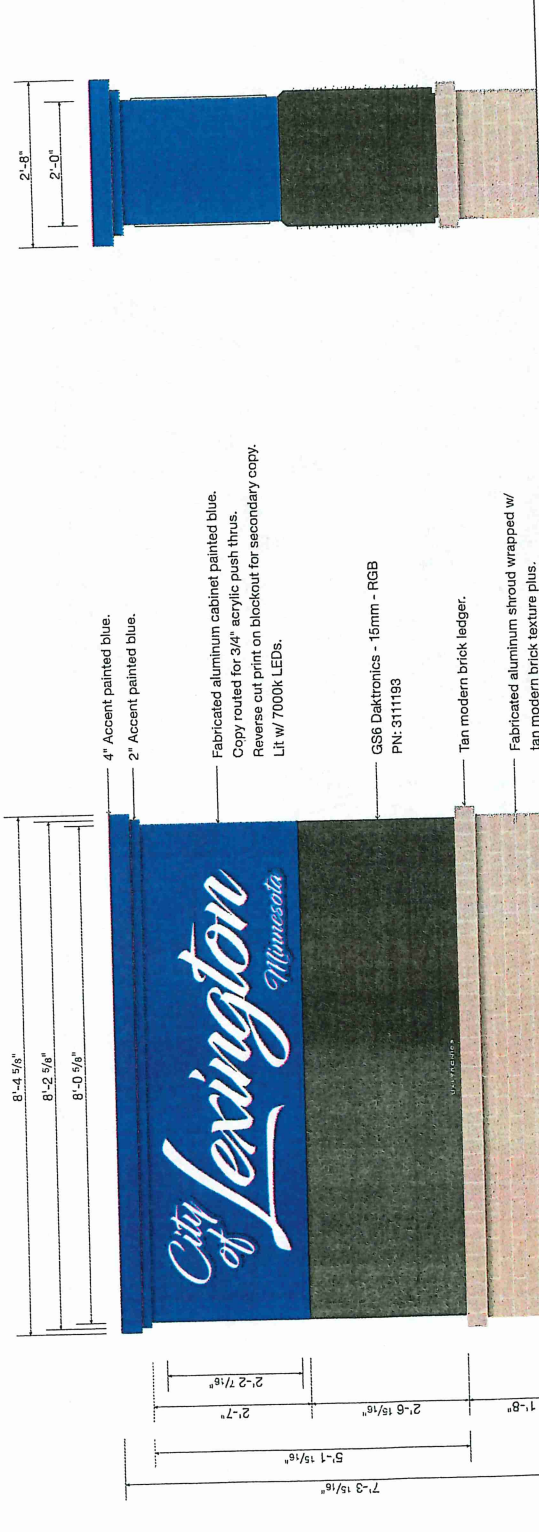 8'-4 5/8"
8'-2 5/8"
8'-0 5/8"
2'-8"
2'-0"
4" Accent painted blue.
2" Accent painted blue.
Fabricated aluminum cabinet painted blue.
Copy routed for 3/4" acrylic push thrus.
Reverse cut print on blockout for secondary copy.
Lit w/ 7000k LEDs.
GS6 Daktronics - 15mm - RGB
PN: 3111193
Tan modern brick ledger.
Fabricated aluminum shroud wrapped w/
tan modern brick texture plus.
City
of
Lexington
Minnesota
DAKTRONICS
2'-2 7/16"
2'-7"
2'-6 15/16"
1'-8"
5'-1 15/16"
7'-3 15/16"